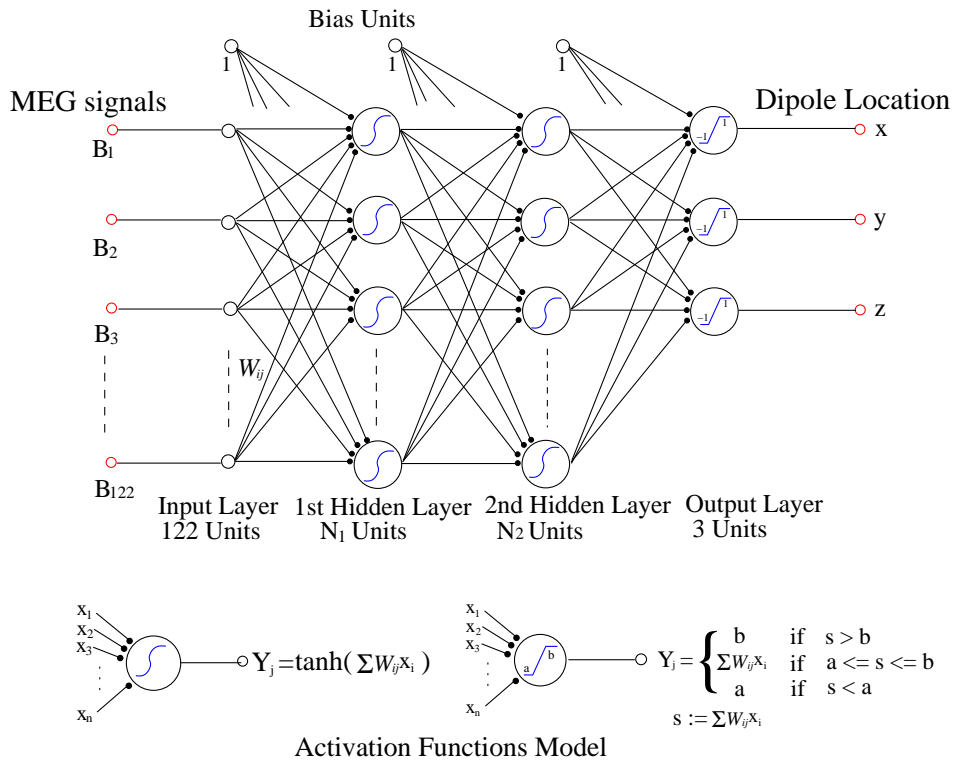 Bias Units
1 1 1
MEG signals
Dipole Location
B1 −1 1 x
B2 −1 1 y
B3 −1 1 z
Wij
B122
Input Layer 1st Hidden Layer 2nd Hidden Layer Output Layer
122 Units N1 Units N2 Units 3 Units
x1
x2
x3
xn
Yj = tanh( ΣWijxi )
x1
x2
x3
xn
a b
Yj = { b if s > b
ΣWijxi if a <= s <= b
a if s < a
s := ΣWijxi
Activation Functions Model